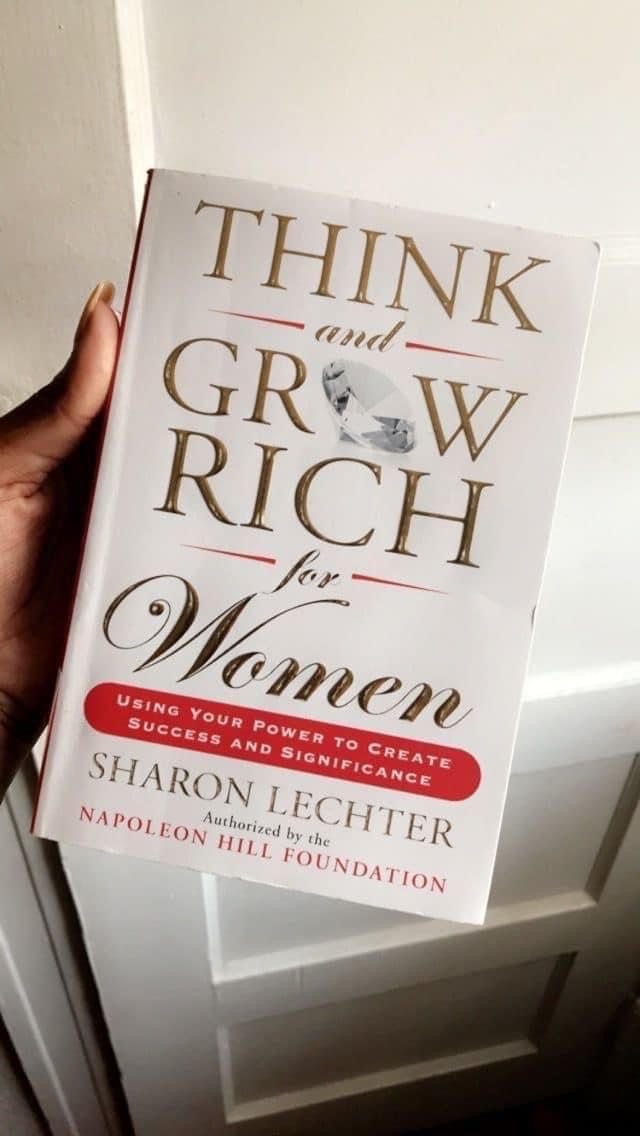 THINK
and
GROW
RICH
for
Women
USING YOUR POWER TO CREATE
SUCCESS AND SIGNIFICANCE
SHARON LECHTER
Authorized by the
NAPOLEON HILL FOUNDATION